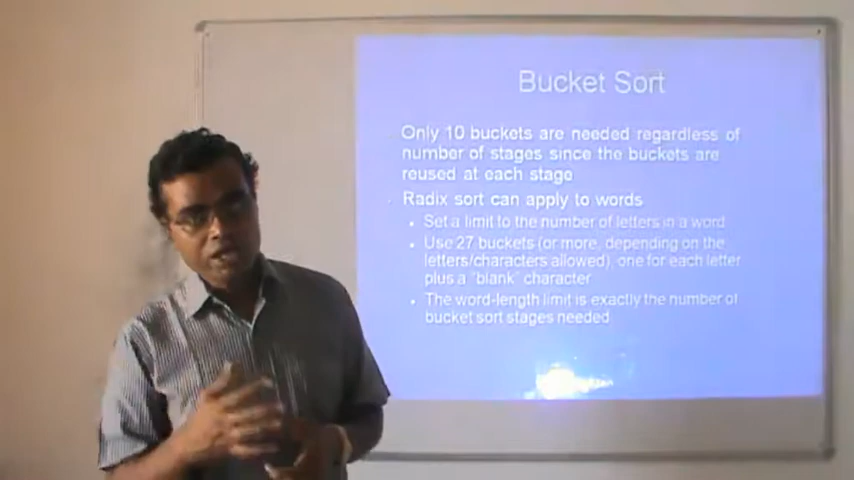 Bucket Sort
Only 10 buckets are needed regardless of
number of stages since the buckets are
reused at each stage
Radix sort can apply to words
• Set a limit to the number of letters in a word
• Use 27 buckets (or more, depending on the
letters/characters allowed), one for each letter
plus a "blank" character
• The word-length limit is exactly the number of
bucket sort stages needed